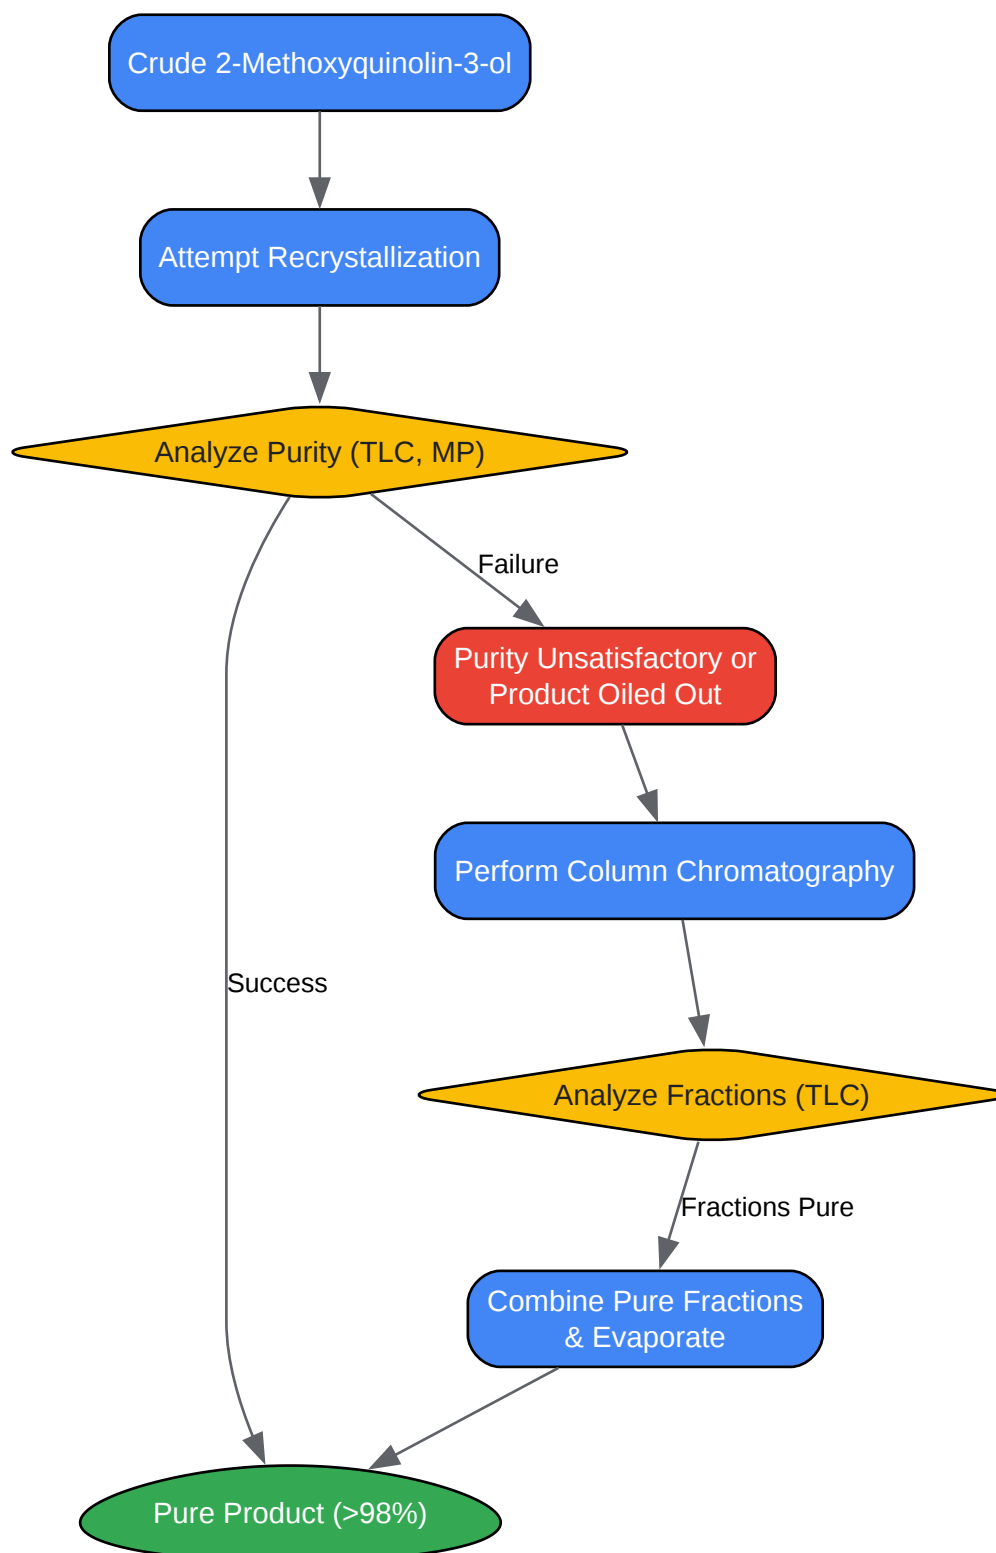 Crude 2-Methoxyquinolin-3-ol
Attempt Recrystallization
Analyze Purity (TLC, MP)
Failure
Purity Unsatisfactory or
Product Oiled Out
Perform Column Chromatography
Success
Analyze Fractions (TLC)
Fractions Pure
Combine Pure Fractions
& Evaporate
Pure Product (>98%)